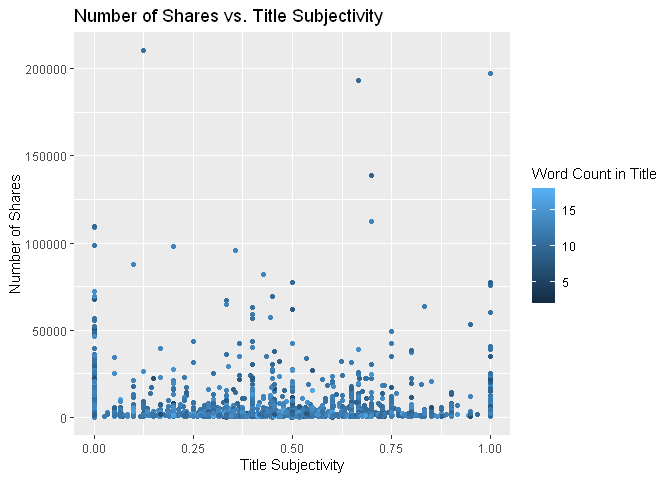 Number of Shares vs. Title Subjectivity
200000
150000
100000
50000
0
Number of Shares
0.00 0.25 0.50 0.75 1.00
Title Subjectivity
Word Count in Title
15
10
5